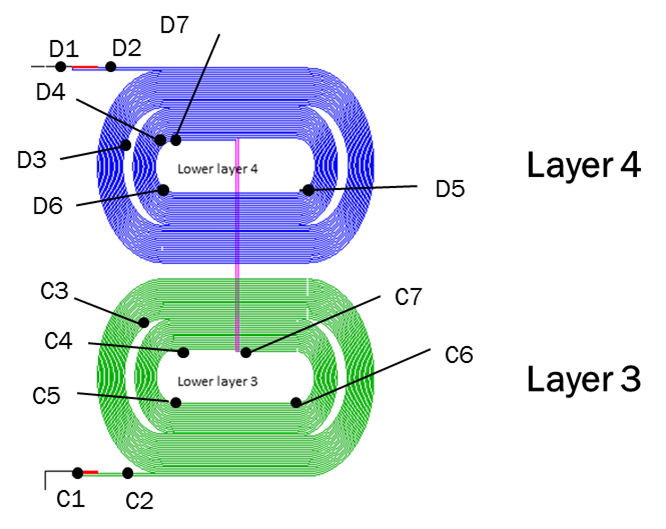 D7
D1 D2
D4
D3
Lower layer 4
Layer 4
D6
D5
C3
C7
C4
C6
Lower layer 3
Layer 3
C5
C1 C2